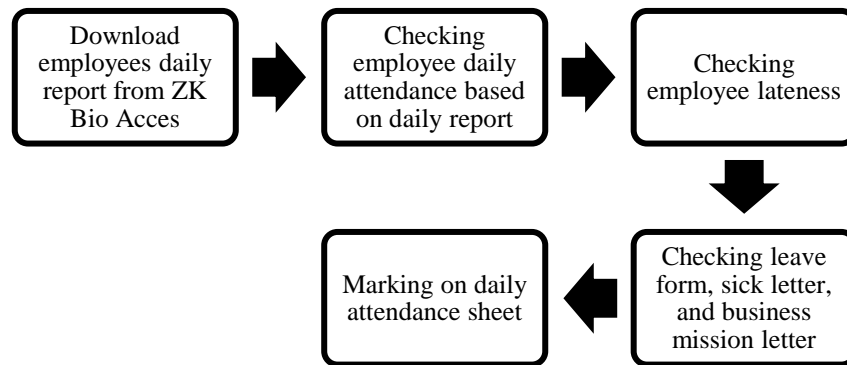 Download
employees daily
report from ZK
Bio Acces
Checking
employee daily
attendance based
on daily report
Checking
employee lateness
Checking leave
form, sick letter,
and business
mission letter
Marking on daily
attendance sheet